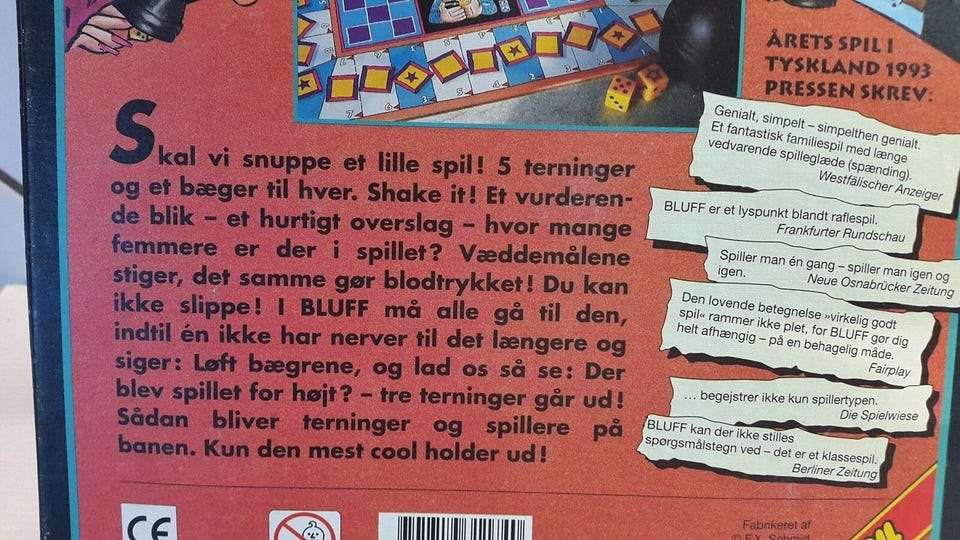 ÅRETS SPIL I
TYSKLAND 1993
PRESSEN SKREV:
Skal vi snuppe et lille spil! 5 terninger
og et bæger til hver. Shake it! Et vurderen-
de blik – et hurtigt overslag – hvor mange
femmere er der i spillet? Væddemålene
stiger, det samme gør blodtrykket! Du kan
ikke slippe! I BLUFF må alle gå til den,
indtil én ikke har nerver til det længere og
siger: Løft bægrene, og lad os så se: Der
blev spillet for højt? – tre terninger går ud!
Sådan bliver terninger og spillere på
banen. Kun den mest cool holder ud!
Genialt, simpelt – simpelthen genialt.
Et fantastisk familiespil med længe
vedvarende spilleglæde (spænding).
Westfälischer Anzeiger
BLUFF er et lyspunkt blandt raflespil.
Frankfurter Rundschau
Spiller man én gang – spiller man igen og
igen.
Neue Osnabrücker Zeitung
Den lovende betegnelse »virkelig godt
spil« rammer ikke plet, for BLUFF gør dig
helt afhængig – på en behagelig måde.
Fairplay
... begejstrer ikke kun spillertypen.
Die Spielwiese
BLUFF kan der ikke stilles
spørgsmålstegn ved – det er et klassespil.
Berliner Zeitung
CE
Fabrikeret af
© F.X. Schmid